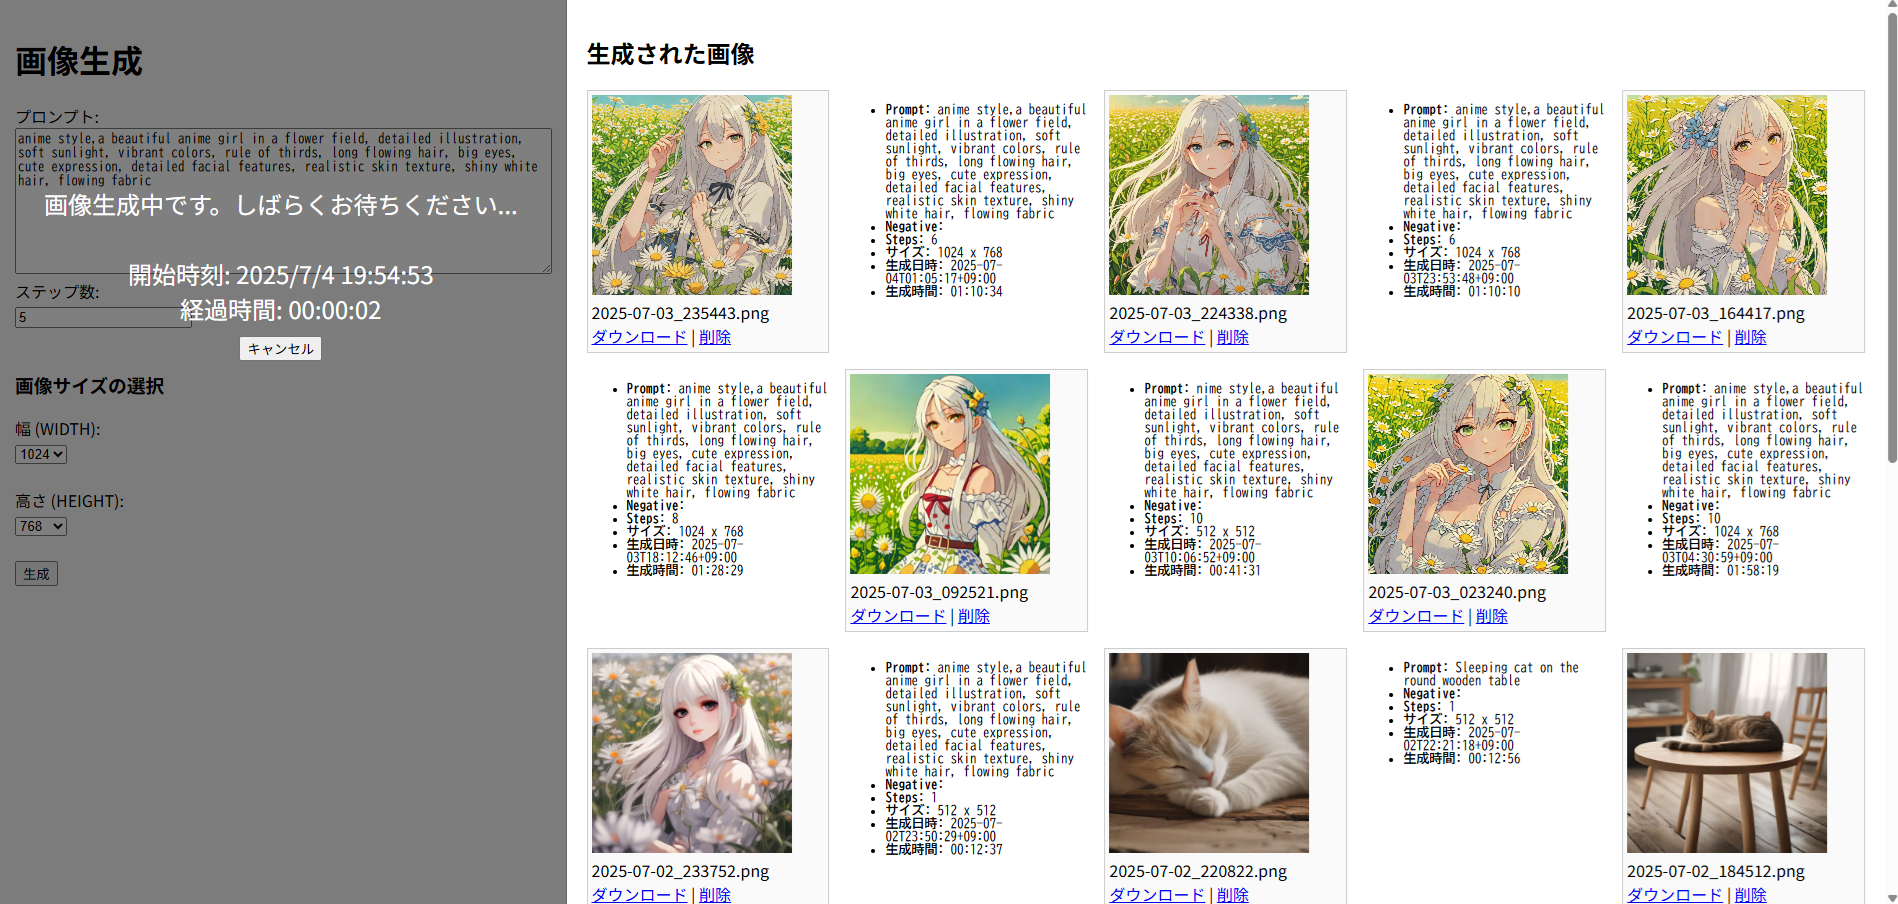 画像生成
プロンプト:
anime style,a beautiful anime girl in a flower field, detailed illustration,
soft sunlight, vibrant colors, rule of thirds, long flowing hair, big eyes,
cute expression, detailed facial features, realistic skin texture, shiny white
hair, flowing fabric
画像生成中です。しばらくお待ちください...
開始時刻: 2025/7/4 19:54:53
ステップ数:
経過時間: 00:00:02
5
キャンセル
画像サイズの選択
幅 (WIDTH):
1024
高さ (HEIGHT):
768
生成
生成された画像
2025-07-03_235443.png
ダウンロード | 削除
Prompt: anime style,a beautiful
anime girl in a flower field,
detailed illustration, soft
sunlight, vibrant colors, rule
of thirds, long flowing hair,
big eyes, cute expression,
detailed facial features,
realistic skin texture, shiny
white hair, flowing fabric
Negative:
Steps: 6
サイズ: 1024 x 768
生成日時: 2025-07-
04T01:05:17+09:00
生成時間: 01:10:34
2025-07-03_224338.png
ダウンロード | 削除
Prompt: anime style,a beautiful
anime girl in a flower field,
detailed illustration, soft
sunlight, vibrant colors, rule
of thirds, long flowing hair,
big eyes, cute expression,
detailed facial features,
realistic skin texture, shiny
white hair, flowing fabric
Negative:
Steps: 6
サイズ: 1024 x 768
生成日時: 2025-07-
03T23:53:48+09:00
生成時間: 01:10:10
2025-07-03_164417.png
ダウンロード | 削除
Prompt: anime style,a beautiful
anime girl in a flower field,
detailed illustration, soft
sunlight, vibrant colors, rule
of thirds, long flowing hair,
big eyes, cute expression,
detailed facial features,
realistic skin texture, shiny
white hair, flowing fabric
Negative:
Steps: 8
サイズ: 1024 x 768
生成日時: 2025-07-
03T18:12:46+09:00
生成時間: 01:28:29
2025-07-03_092521.png
ダウンロード | 削除
Prompt: nime style,a beautiful
anime girl in a flower field,
detailed illustration, soft
sunlight, vibrant colors, rule
of thirds, long flowing hair,
big eyes, cute expression,
detailed facial features,
realistic skin texture, shiny
white hair, flowing fabric
Negative:
Steps: 10
サイズ: 512 x 512
生成日時: 2025-07-
03T10:06:52+09:00
生成時間: 00:41:31
2025-07-03_023240.png
ダウンロード | 削除
Prompt: anime style,a beautiful
anime girl in a flower field,
detailed illustration, soft
sunlight, vibrant colors, rule
of thirds, long flowing hair,
big eyes, cute expression,
detailed facial features,
realistic skin texture, shiny
white hair, flowing fabric
Negative:
Steps: 10
サイズ: 1024 x 768
生成日時: 2025-07-
03T04:30:59+09:00
生成時間: 01:58:19
2025-07-02_233752.png
ダウンロード | 削除
Prompt: anime style,a beautiful
anime girl in a flower field,
detailed illustration, soft
sunlight, vibrant colors, rule
of thirds, long flowing hair,
big eyes, cute expression,
detailed facial features,
realistic skin texture, shiny
white hair, flowing fabric
Negative:
Steps: 1
サイズ: 512 x 512
生成日時: 2025-07-
02T23:50:29+09:00
生成時間: 00:12:37
2025-07-02_220822.png
ダウンロード | 削除
Prompt: Sleeping cat on the
round wooden table
Negative:
Steps: 1
サイズ: 512 x 512
生成日時: 2025-07-
02T22:21:18+09:00
生成時間: 00:12:56
2025-07-02_184512.png
ダウンロード | 削除